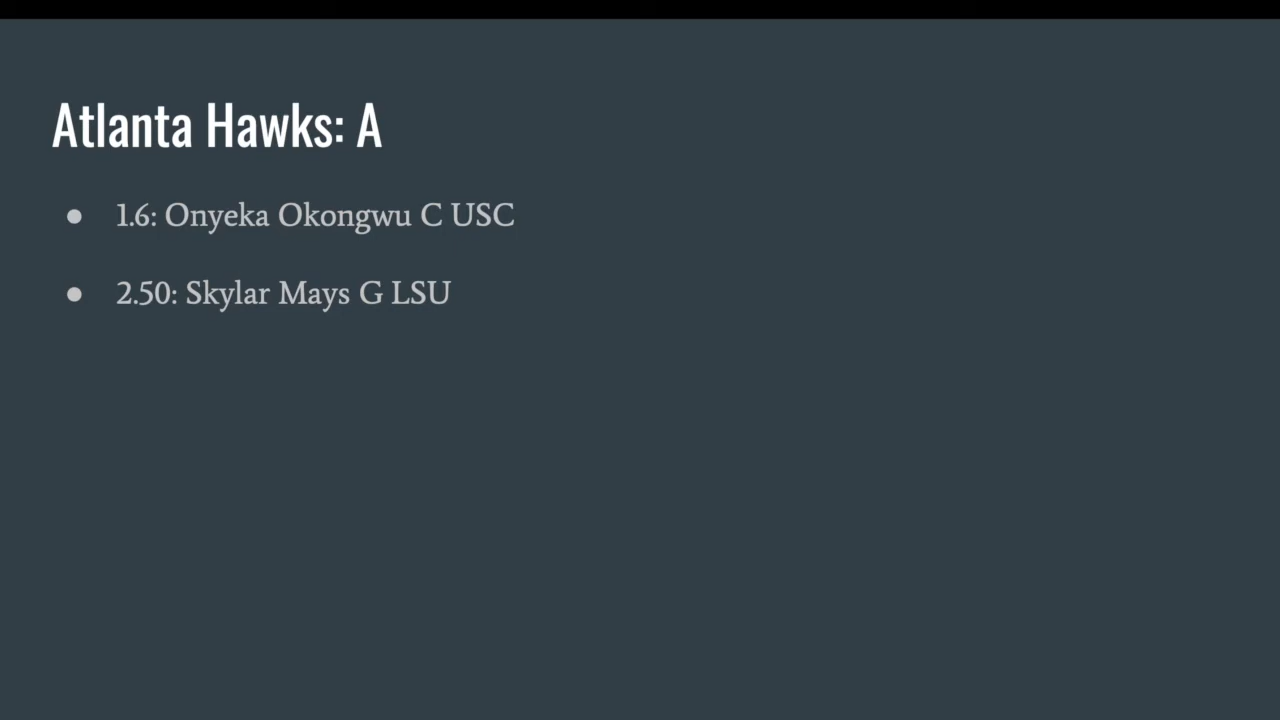 Atlanta Hawks: A
● 1.6: Onyeka Okongwu C USC
● 2.50: Skylar Mays G LSU